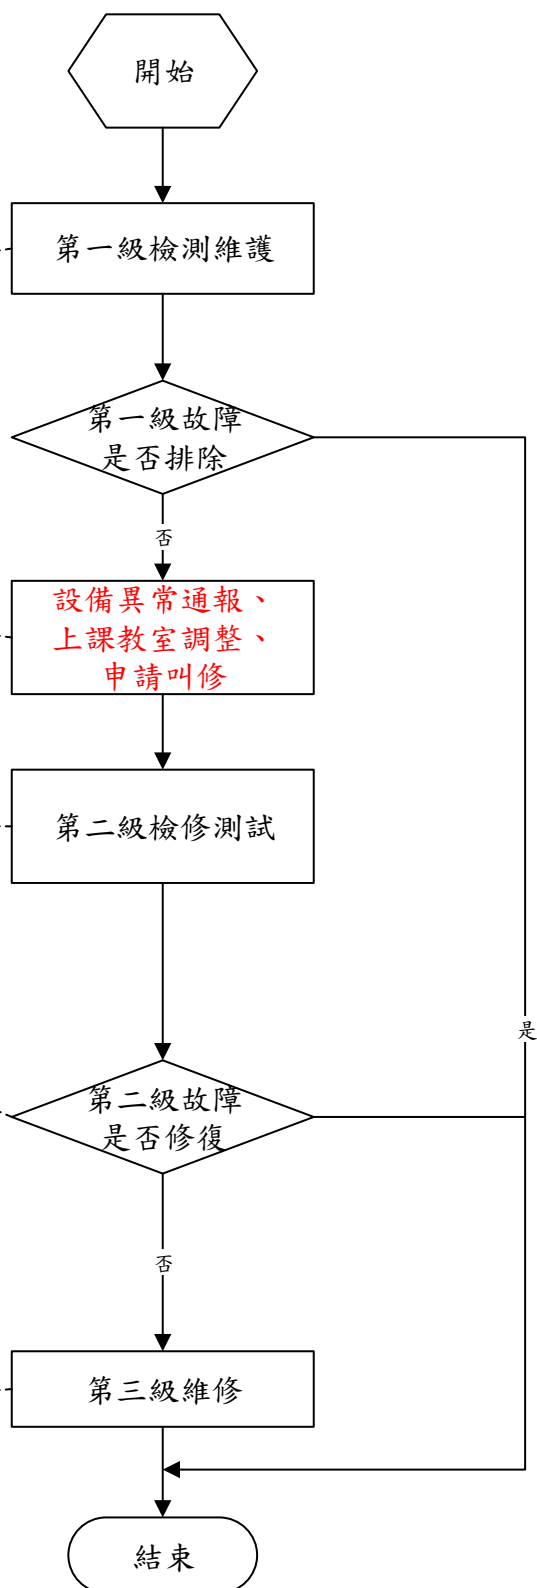 開始
第一級檢測維護
第一級故障
是否排除
否
設備異常通報、
上課教室調整、
申請叫修
第二級檢修測試
是
第二級故障
是否修復
否
第三級維修
結束